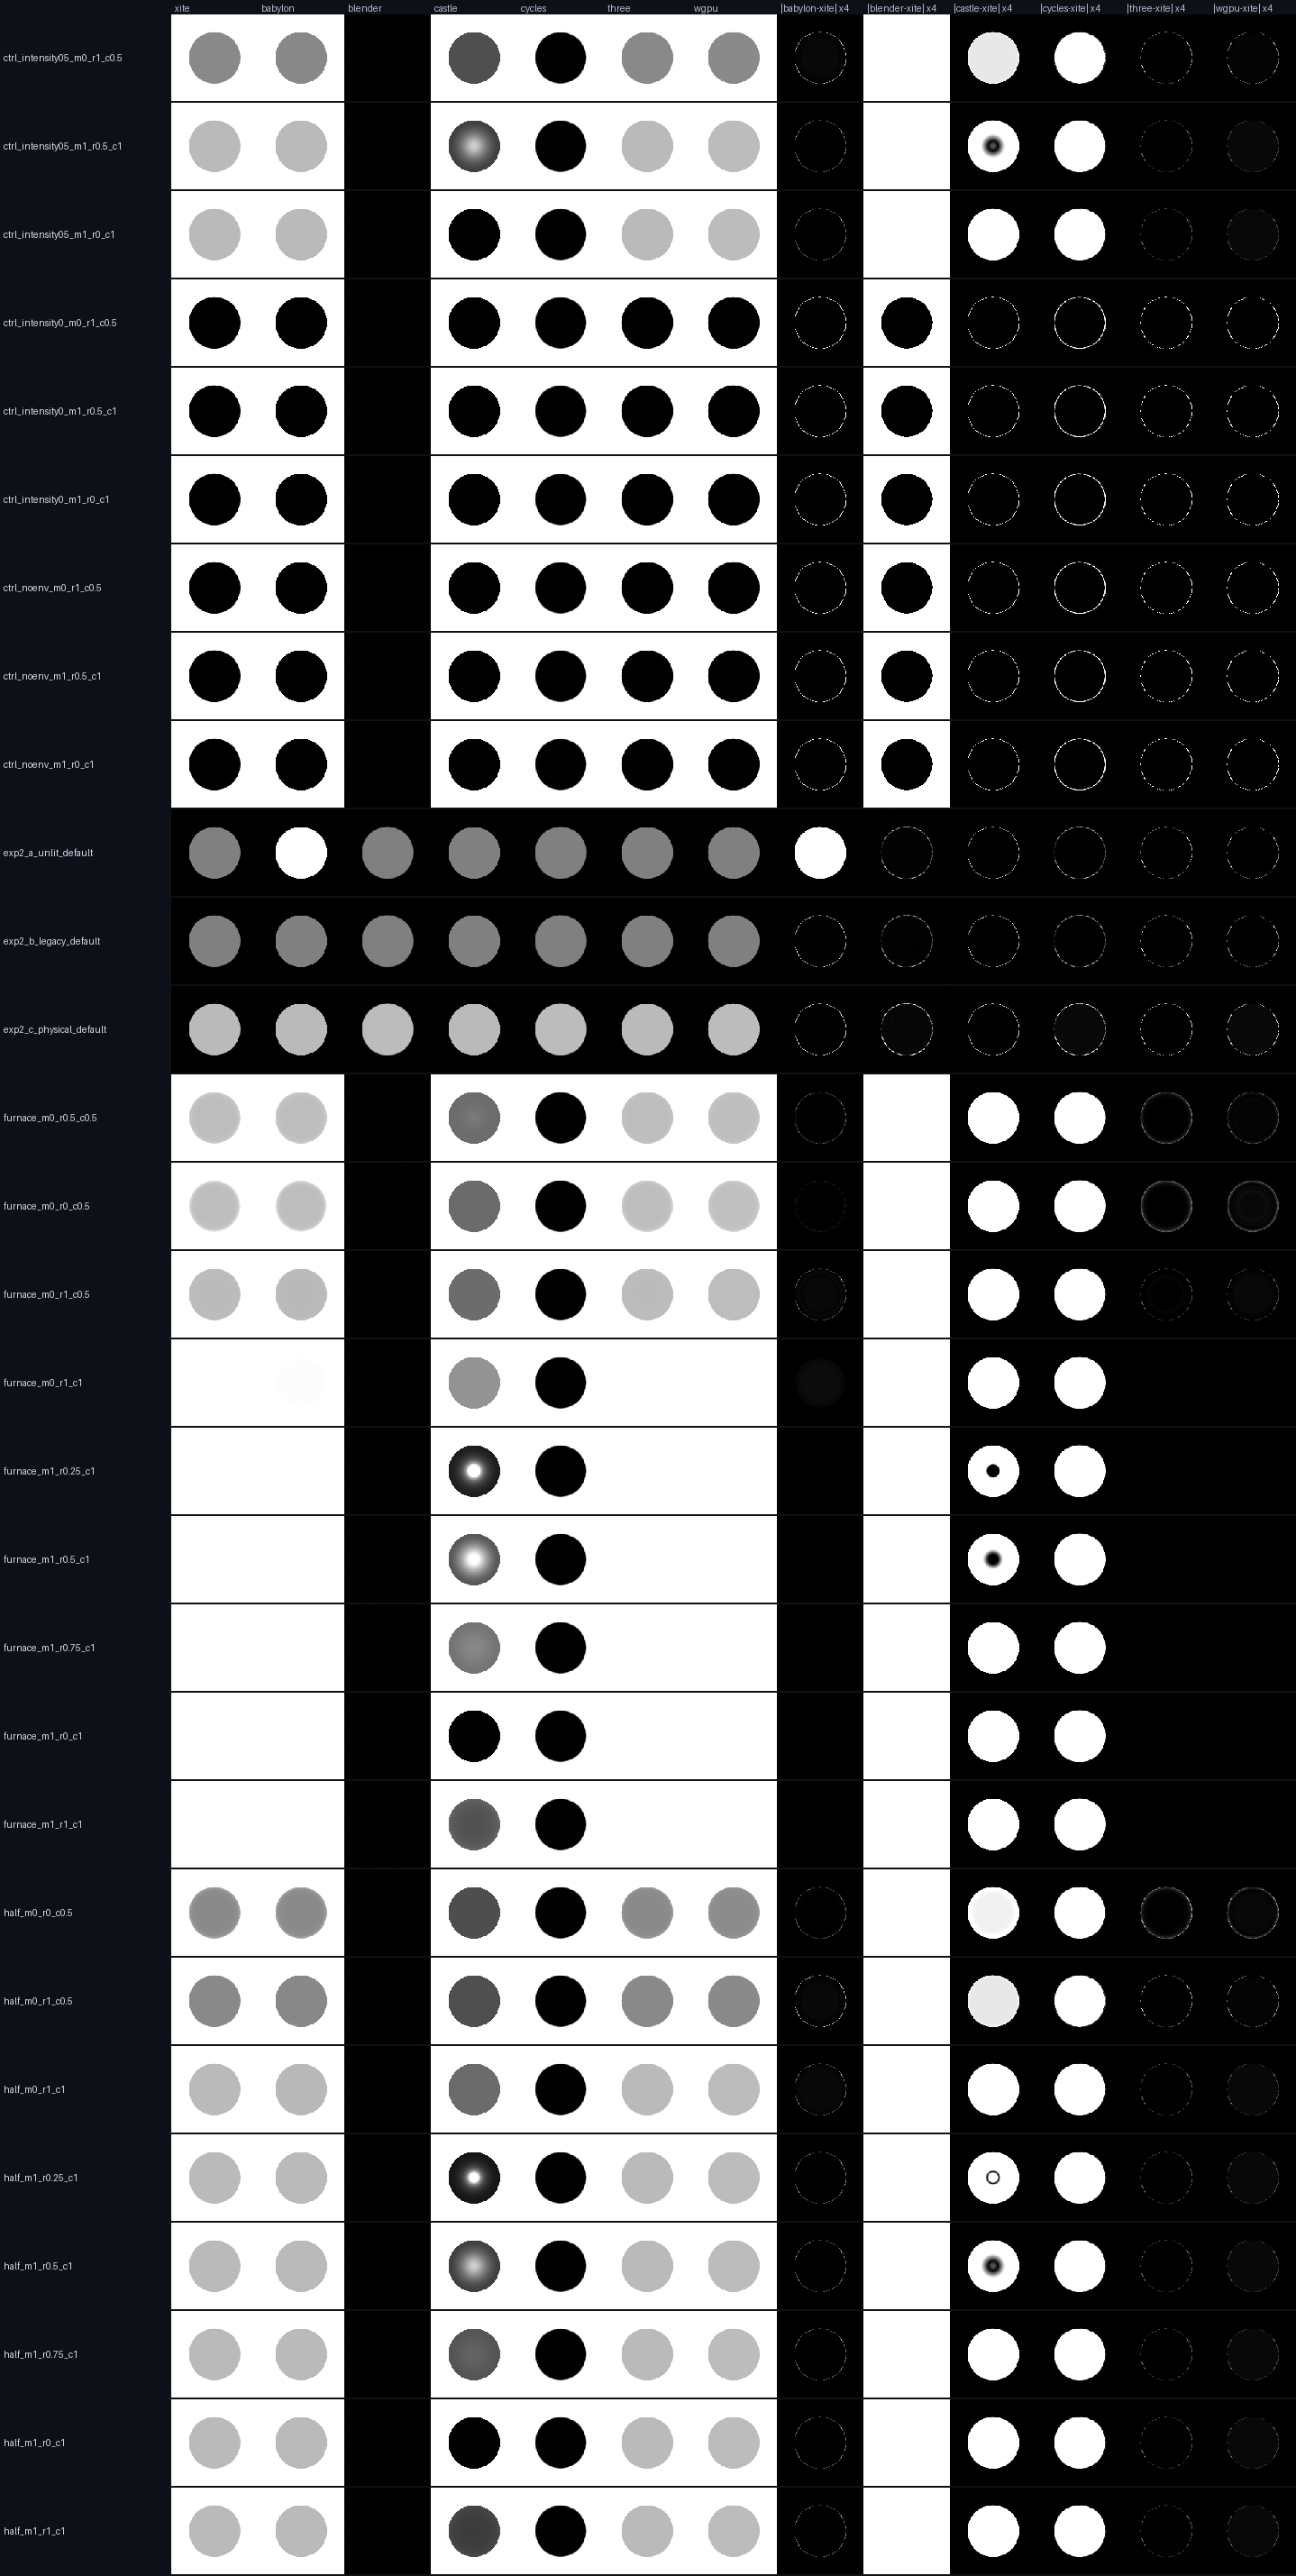 xite babylon blender castle cycles three wgpu |babylon-xite| x4 |blender-xite| x4 |castle-xite| x4 |cycles-xite| x4 |three-xite| x4 |wgpu-xite| x4
ctrl_intensity05_m0_r1_c0.5
ctrl_intensity05_m1_r0.5_c1
ctrl_intensity05_m1_r0_c1
ctrl_intensity0_m0_r1_c0.5
ctrl_intensity0_m1_r0.5_c1
ctrl_intensity0_m1_r0_c1
ctrl_noenv_m0_r1_c0.5
ctrl_noenv_m1_r0.5_c1
ctrl_noenv_m1_r0_c1
exp2_a_unlit_default
exp2_b_legacy_default
exp2_c_physical_default
furnace_m0_r0.5_c0.5
furnace_m0_r0_c0.5
furnace_m0_r1_c0.5
furnace_m0_r1_c1
furnace_m1_r0.25_c1
furnace_m1_r0.5_c1
furnace_m1_r0.75_c1
furnace_m1_r0_c1
furnace_m1_r1_c1
half_m0_r0_c0.5
half_m0_r1_c0.5
half_m0_r1_c1
half_m1_r0.25_c1
half_m1_r0.5_c1
half_m1_r0.75_c1
half_m1_r0_c1
half_m1_r1_c1